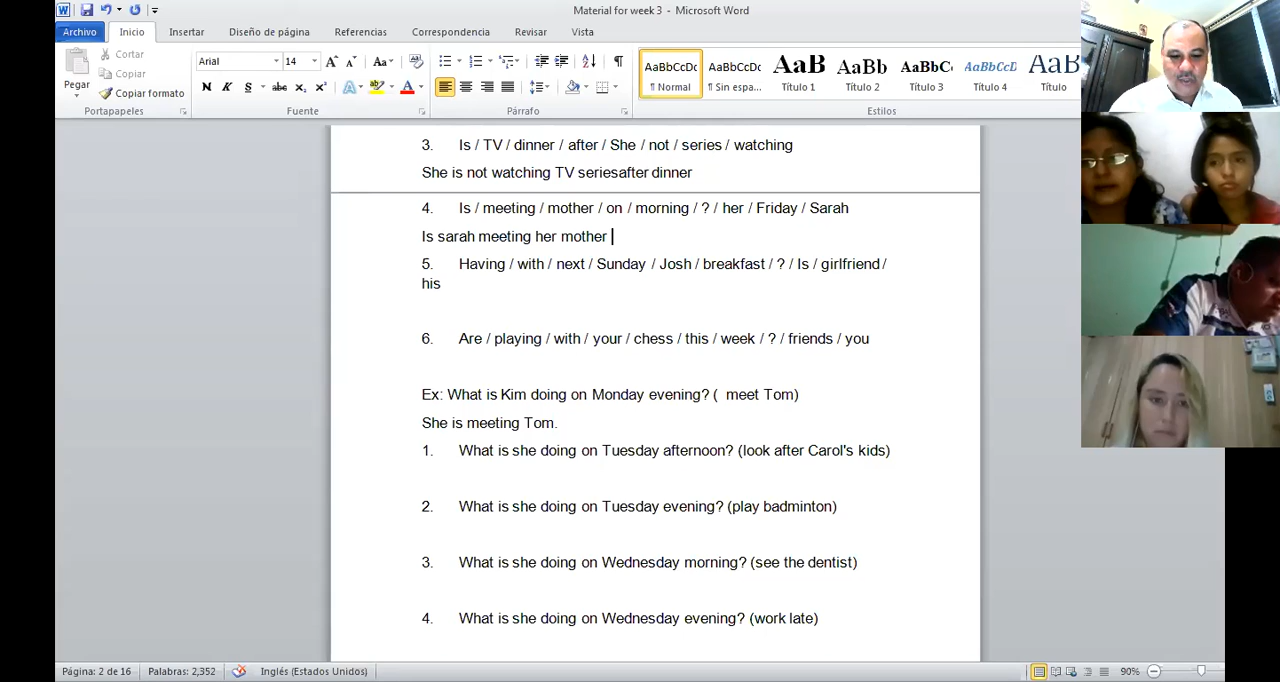 Material for week 3 - Microsoft Word
Archivo Inicio Insertar Diseño de página Referencias Correspondencia Revisar Vista
Cortar
Copiar
Pegar
Copiar formato
Portapapeles
Arial 14
N K S abc x₂ x²
Fuente
Párrafo
AaBbCcDc AaBbCcDc AaB AaBb AaBbC AaBbCcD AaB
¶ Normal ¶ Sin espa... Título 1 Título 2 Título 3 Título 4 Título
Estilos
3. Is / TV / dinner / after / She / not / series / watching
She is not watching TV seriesafter dinner
4. Is / meeting / mother / on / morning / ? / her / Friday / Sarah
Is sarah meeting her mother
5. Having / with / next / Sunday / Josh / breakfast / ? / Is / girlfriend /
his
6. Are / playing / with / your / chess / this / week / ? / friends / you
Ex: What is Kim doing on Monday evening? ( meet Tom)
She is meeting Tom.
1. What is she doing on Tuesday afternoon? (look after Carol's kids)
2. What is she doing on Tuesday evening? (play badminton)
3. What is she doing on Wednesday morning? (see the dentist)
4. What is she doing on Wednesday evening? (work late)
Página: 2 de 16 Palabras: 2,352 Inglés (Estados Unidos) 90%